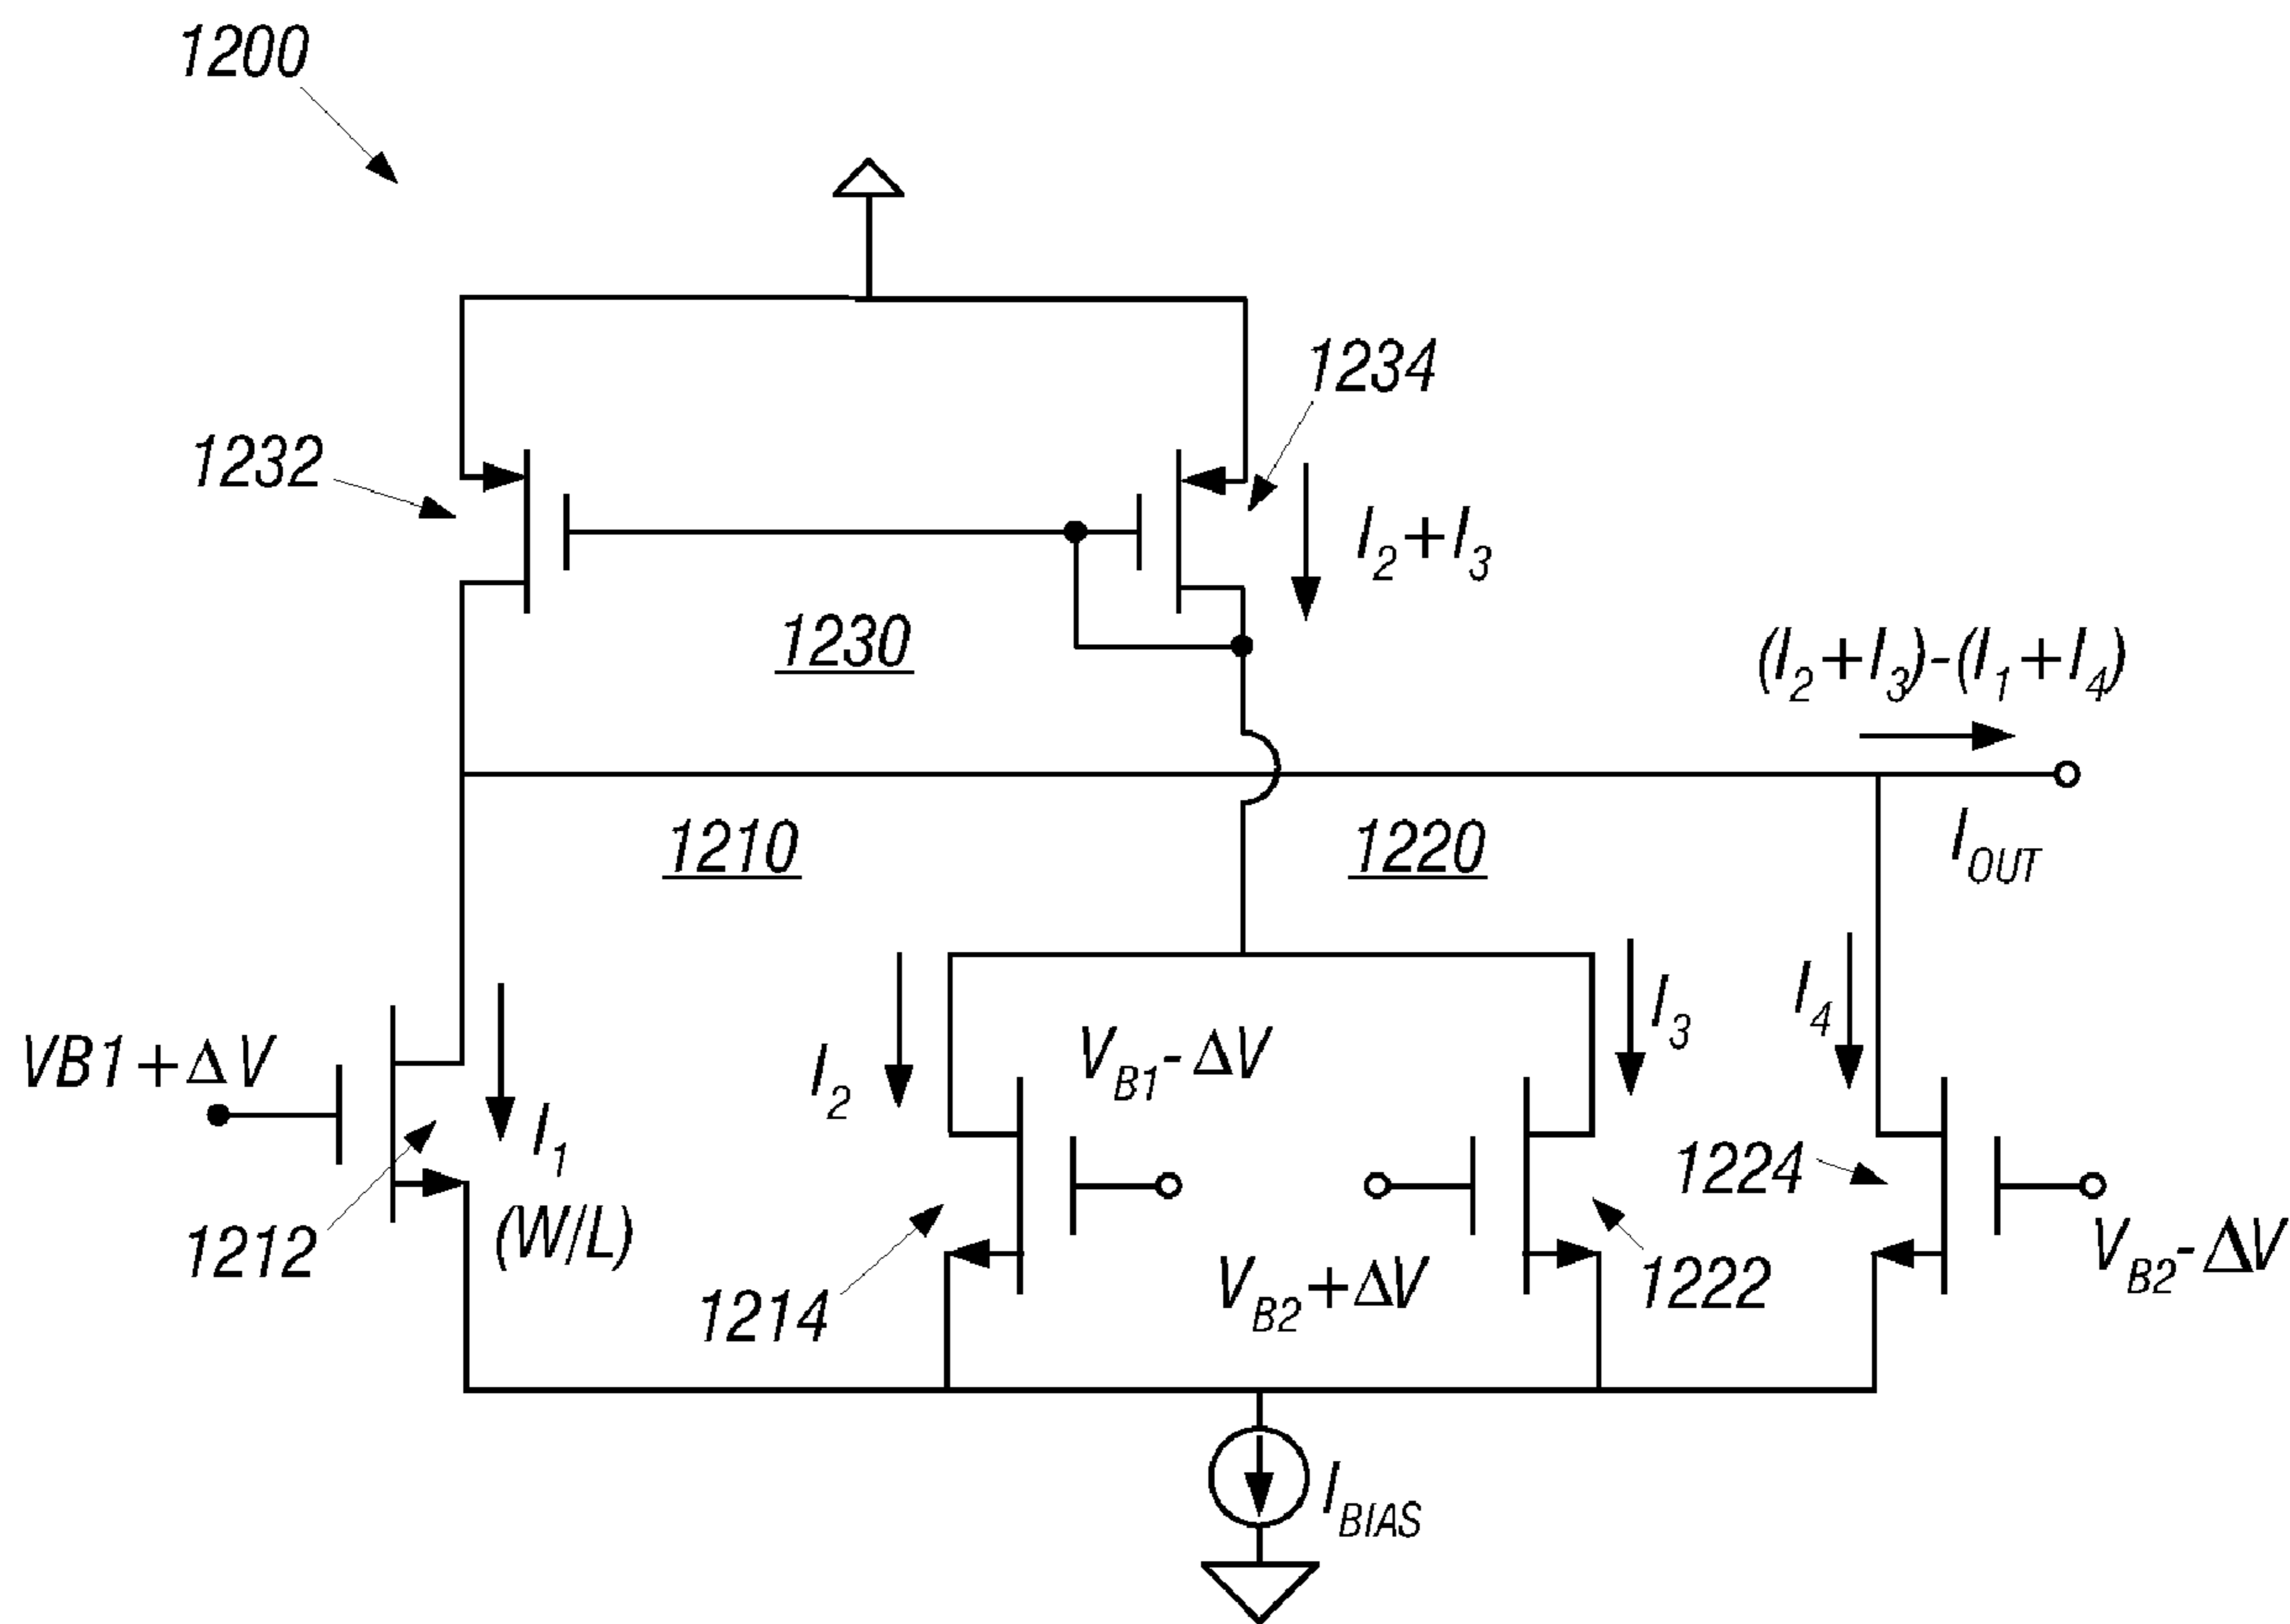 1200
1234
1232
I2+I3
1230
(I2+I3)-(I1+I4)
1210
1220
IOUT
I3
I4
VB1+ΔV
VB1-ΔV
I2
I1
1224
(W/L)
1212
VB2+ΔV
1222
VB2-ΔV
1214
IBIAS